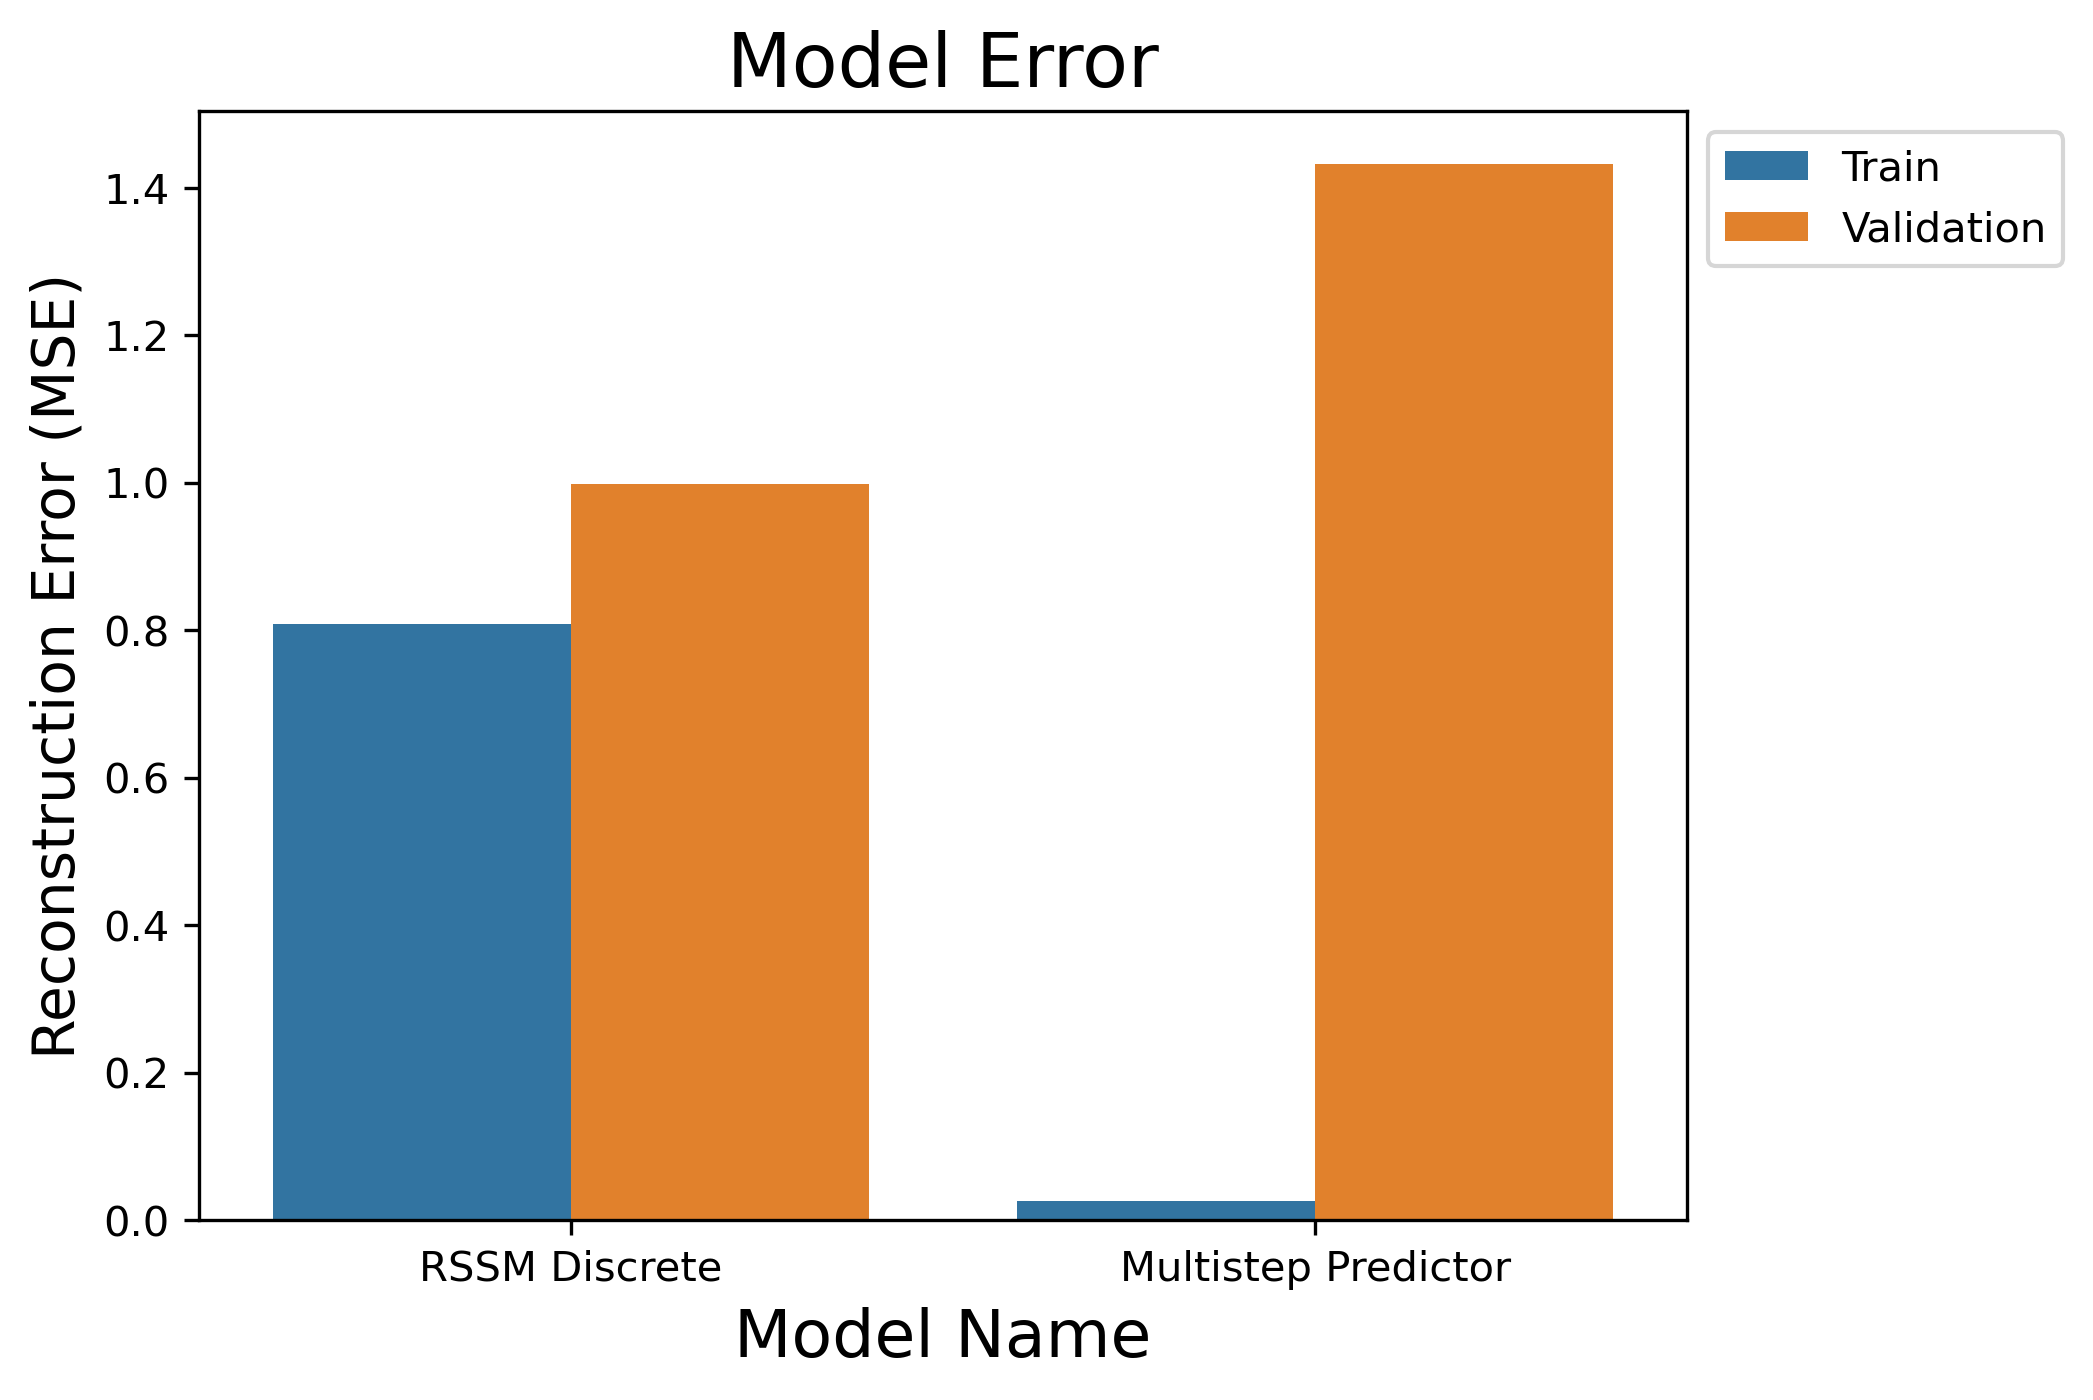 Model Error
Reconstruction Error (MSE)
1.4
1.2
1.0
0.8
0.6
0.4
0.2
0.0
RSSM Discrete
Multistep Predictor
Model Name
Train
Validation